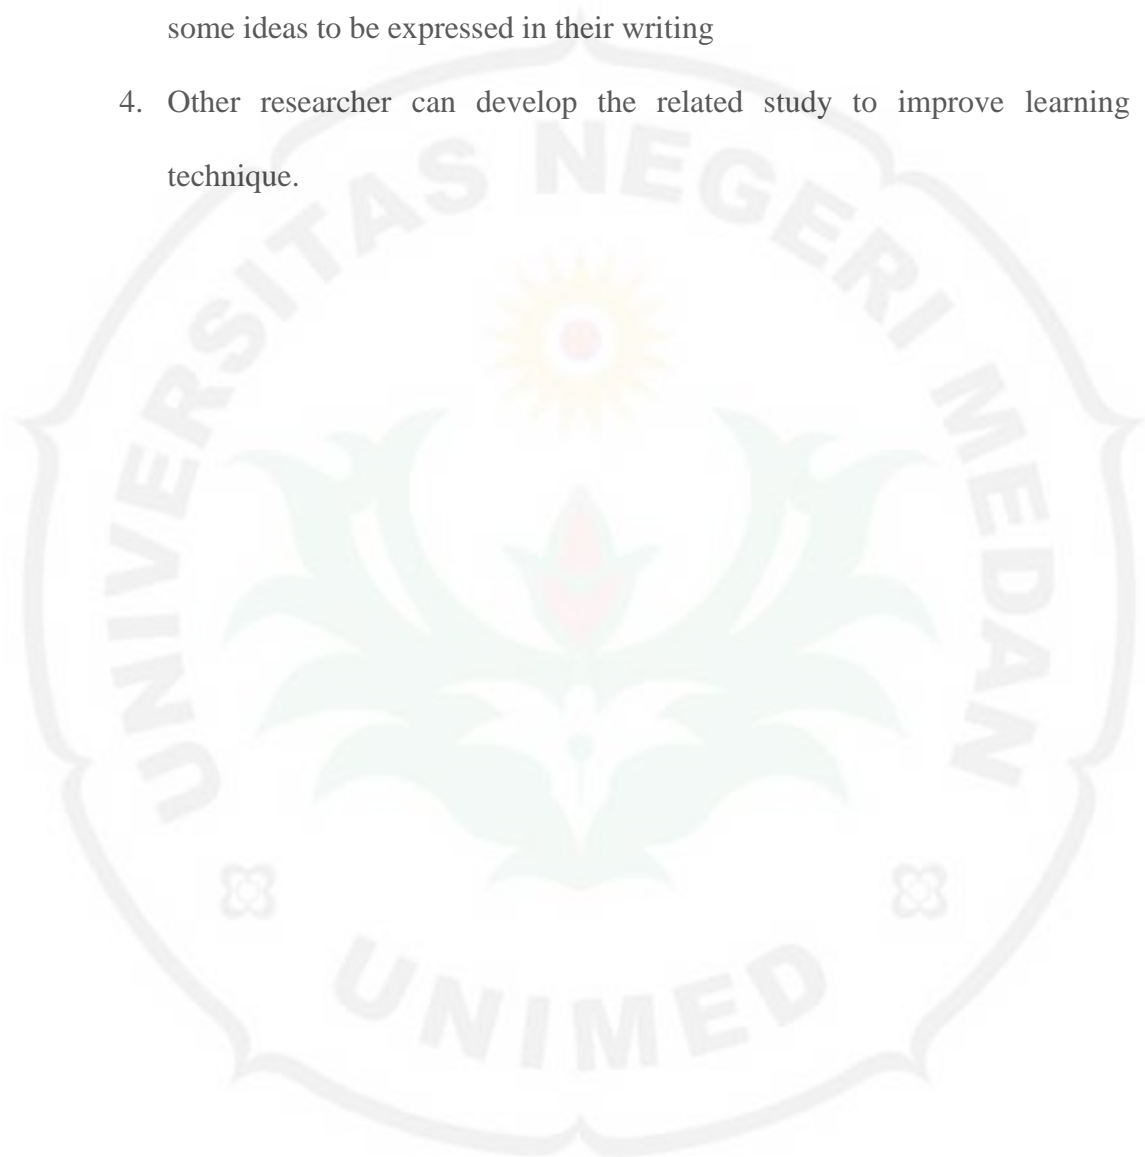 some ideas to be expressed in their writing
4. Other researcher can develop the related study to improve learning
technique.
UNIVERSITAS NEGERI MEDAN
UNIMED